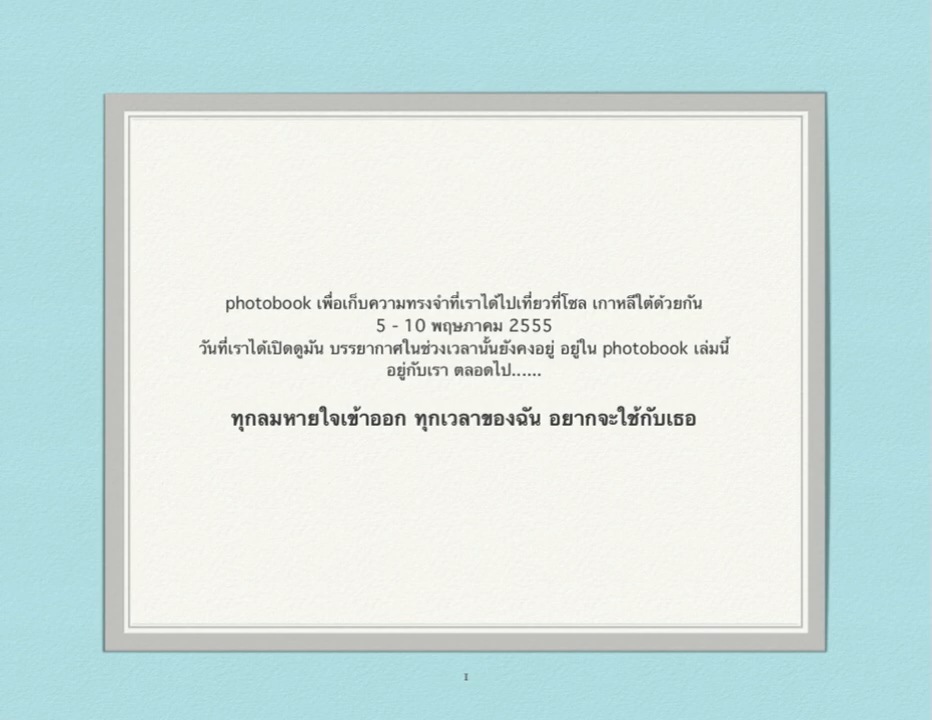 photobook เพื่อเก็บความทรงจำที่เราได้ไปเที่ยวที่โซล เกาหลีใต้ด้วยกัน
5 - 10 พฤษภาคม 2555
วันที่เราได้เปิดดูมัน บรรยากาศในช่วงเวลานั้นยังคงอยู่ อยู่ใน photobook เล่มนี้
อยู่กับเรา ตลอดไป......
ทุกลมหายใจเข้าออก ทุกเวลาของฉัน อยากจะใช้กับเธอ
1